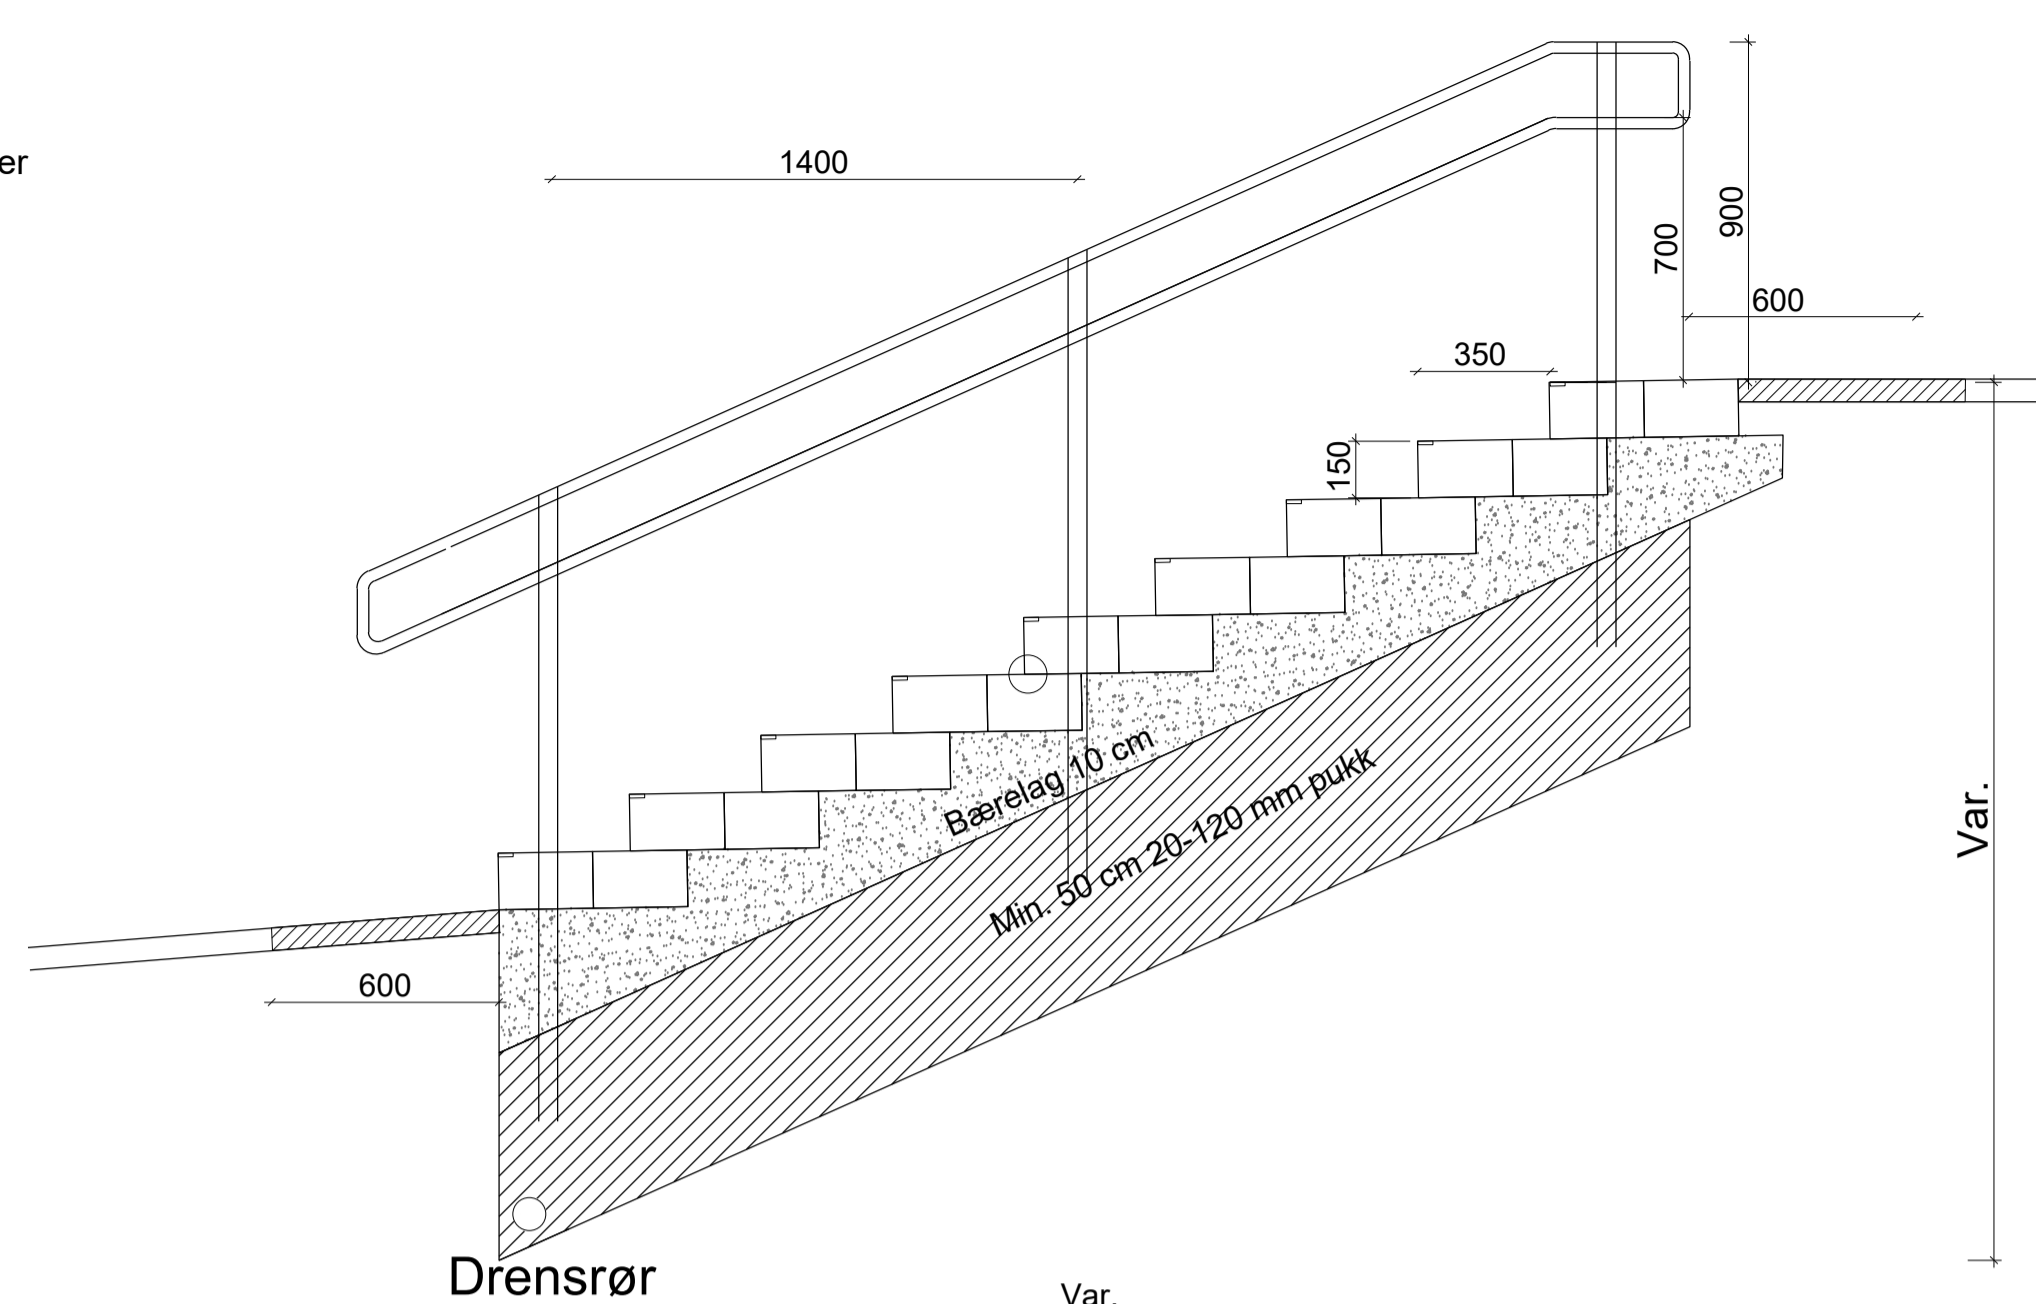 er
1400
900
700
600
350
150
Bærelag 10 cm
Min. 50 cm 20-120 mm pukk
Var.
600
Drensrør
Var.